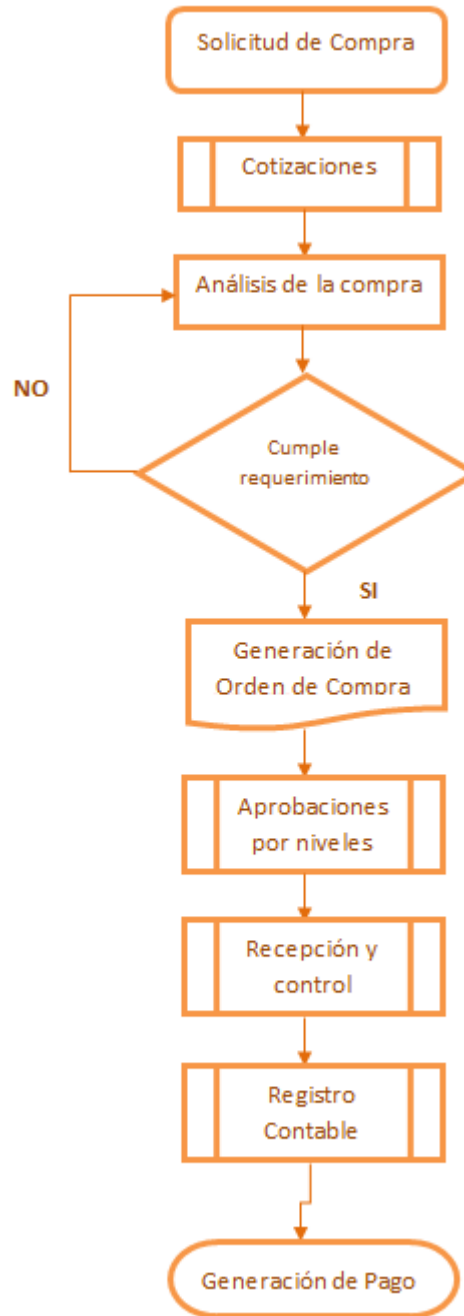 Solicitud de Compra
Cotizaciones
Análisis de la compra
NO
Cumple
requerimiento
SI
Generación de
Orden de Compra
Aprobaciones
por niveles
Recepción y
control
Registro
Contable
Generación de Pago